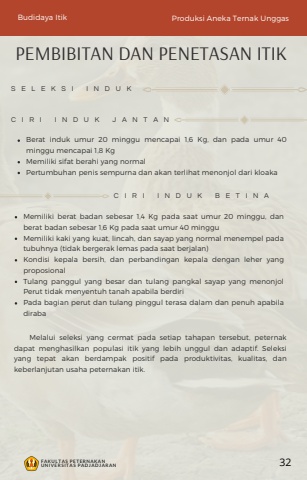 Budidaya Itik
Produksi Aneka Ternak Unggas
PEMBIBITAN DAN PENETASAN ITIK
SELEKSI INDUK
CIRI INDUK JANTAN
• Berat induk umur 20 minggu mencapai 1,6 Kg, dan pada umur 40
minggu mencapai 1,8 Kg
• Memiliki sifat berahi yang normal
• Pertumbuhan penis sempurna dan akan terlihat menonjol dari kloaka
CIRI INDUK BETINA
• Memiliki berat badan sebesar 1,4 Kg pada saat umur 20 minggu, dan
berat badan sebesar 1,6 Kg pada saat umur 40 minggu
• Memiliki kaki yang kuat, lincah, dan sayap yang normal menempel pada
tubuhnya (tidak bergerak lemas pada saat berjalan)
• Kondisi kepala bersih, dan perbandingan kepala dengan leher yang
proposional
• Tulang panggul yang besar dan tulang pangkal sayap yang menonjol
Perut tidak menyentuh tanah apabila berdiri
• Pada bagian perut dan tulang pinggul terasa dalam dan penuh apabila
diraba
Melalui seleksi yang cermat pada setiap tahapan tersebut, peternak
dapat menghasilkan populasi itik yang lebih unggul dan adaptif. Seleksi
yang tepat akan berdampak positif pada produktivitas, kualitas, dan
keberlanjutan usaha peternakan itik.
FAKULTAS PETERNAKAN
UNIVERSITAS PADJADJARAN
32